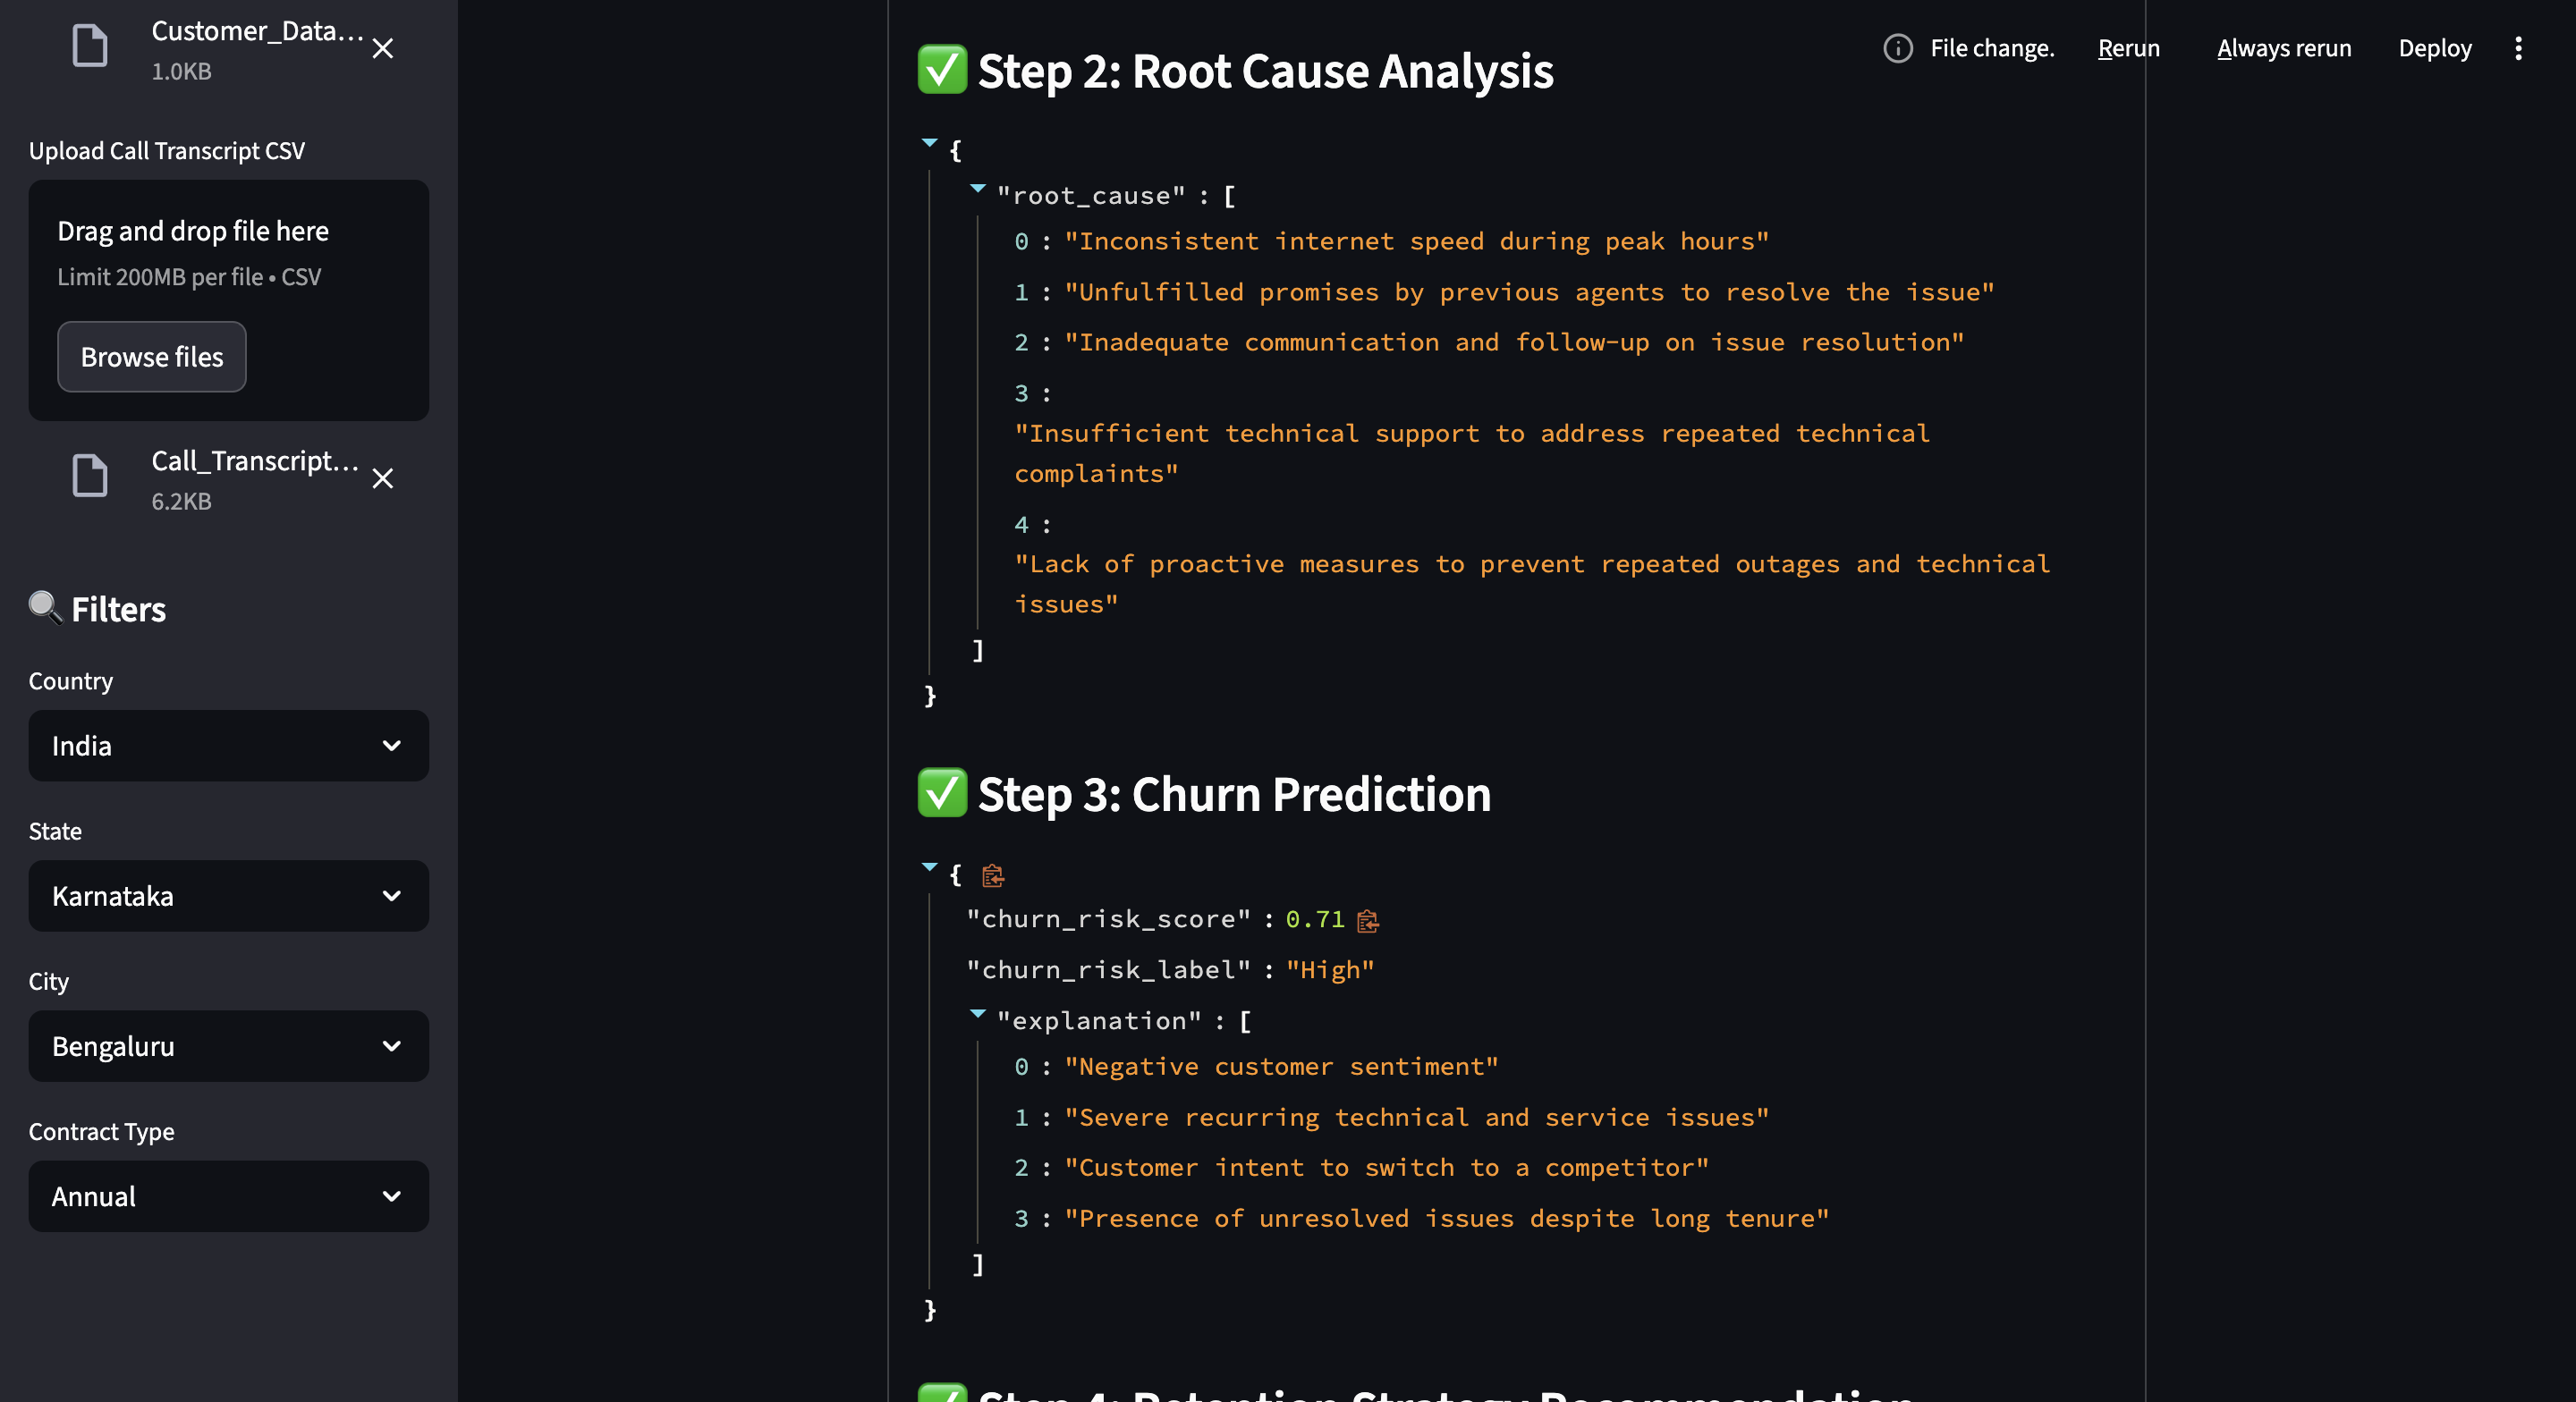 Customer_Data...
1.0KB
Upload Call Transcript CSV
Drag and drop file here
Limit 200MB per file • CSV
Browse files
Call_Transcript...
6.2KB
🔍 Filters
Country
India
State
Karnataka
City
Bengaluru
Contract Type
Annual
File change. Rerun Always rerun Deploy
✅ Step 2: Root Cause Analysis
{
"root_cause" : [
0 : "Inconsistent internet speed during peak hours"
1 : "Unfulfilled promises by previous agents to resolve the issue"
2 : "Inadequate communication and follow-up on issue resolution"
3 :
"Insufficient technical support to address repeated technical
complaints"
4 :
"Lack of proactive measures to prevent repeated outages and technical
issues"
]
}
✅ Step 3: Churn Prediction
{
"churn_risk_score" : 0.71
"churn_risk_label" : "High"
"explanation" : [
0 : "Negative customer sentiment"
1 : "Severe recurring technical and service issues"
2 : "Customer intent to switch to a competitor"
3 : "Presence of unresolved issues despite long tenure"
]
}
✅ Step 4: Retention Strategy Recommendation